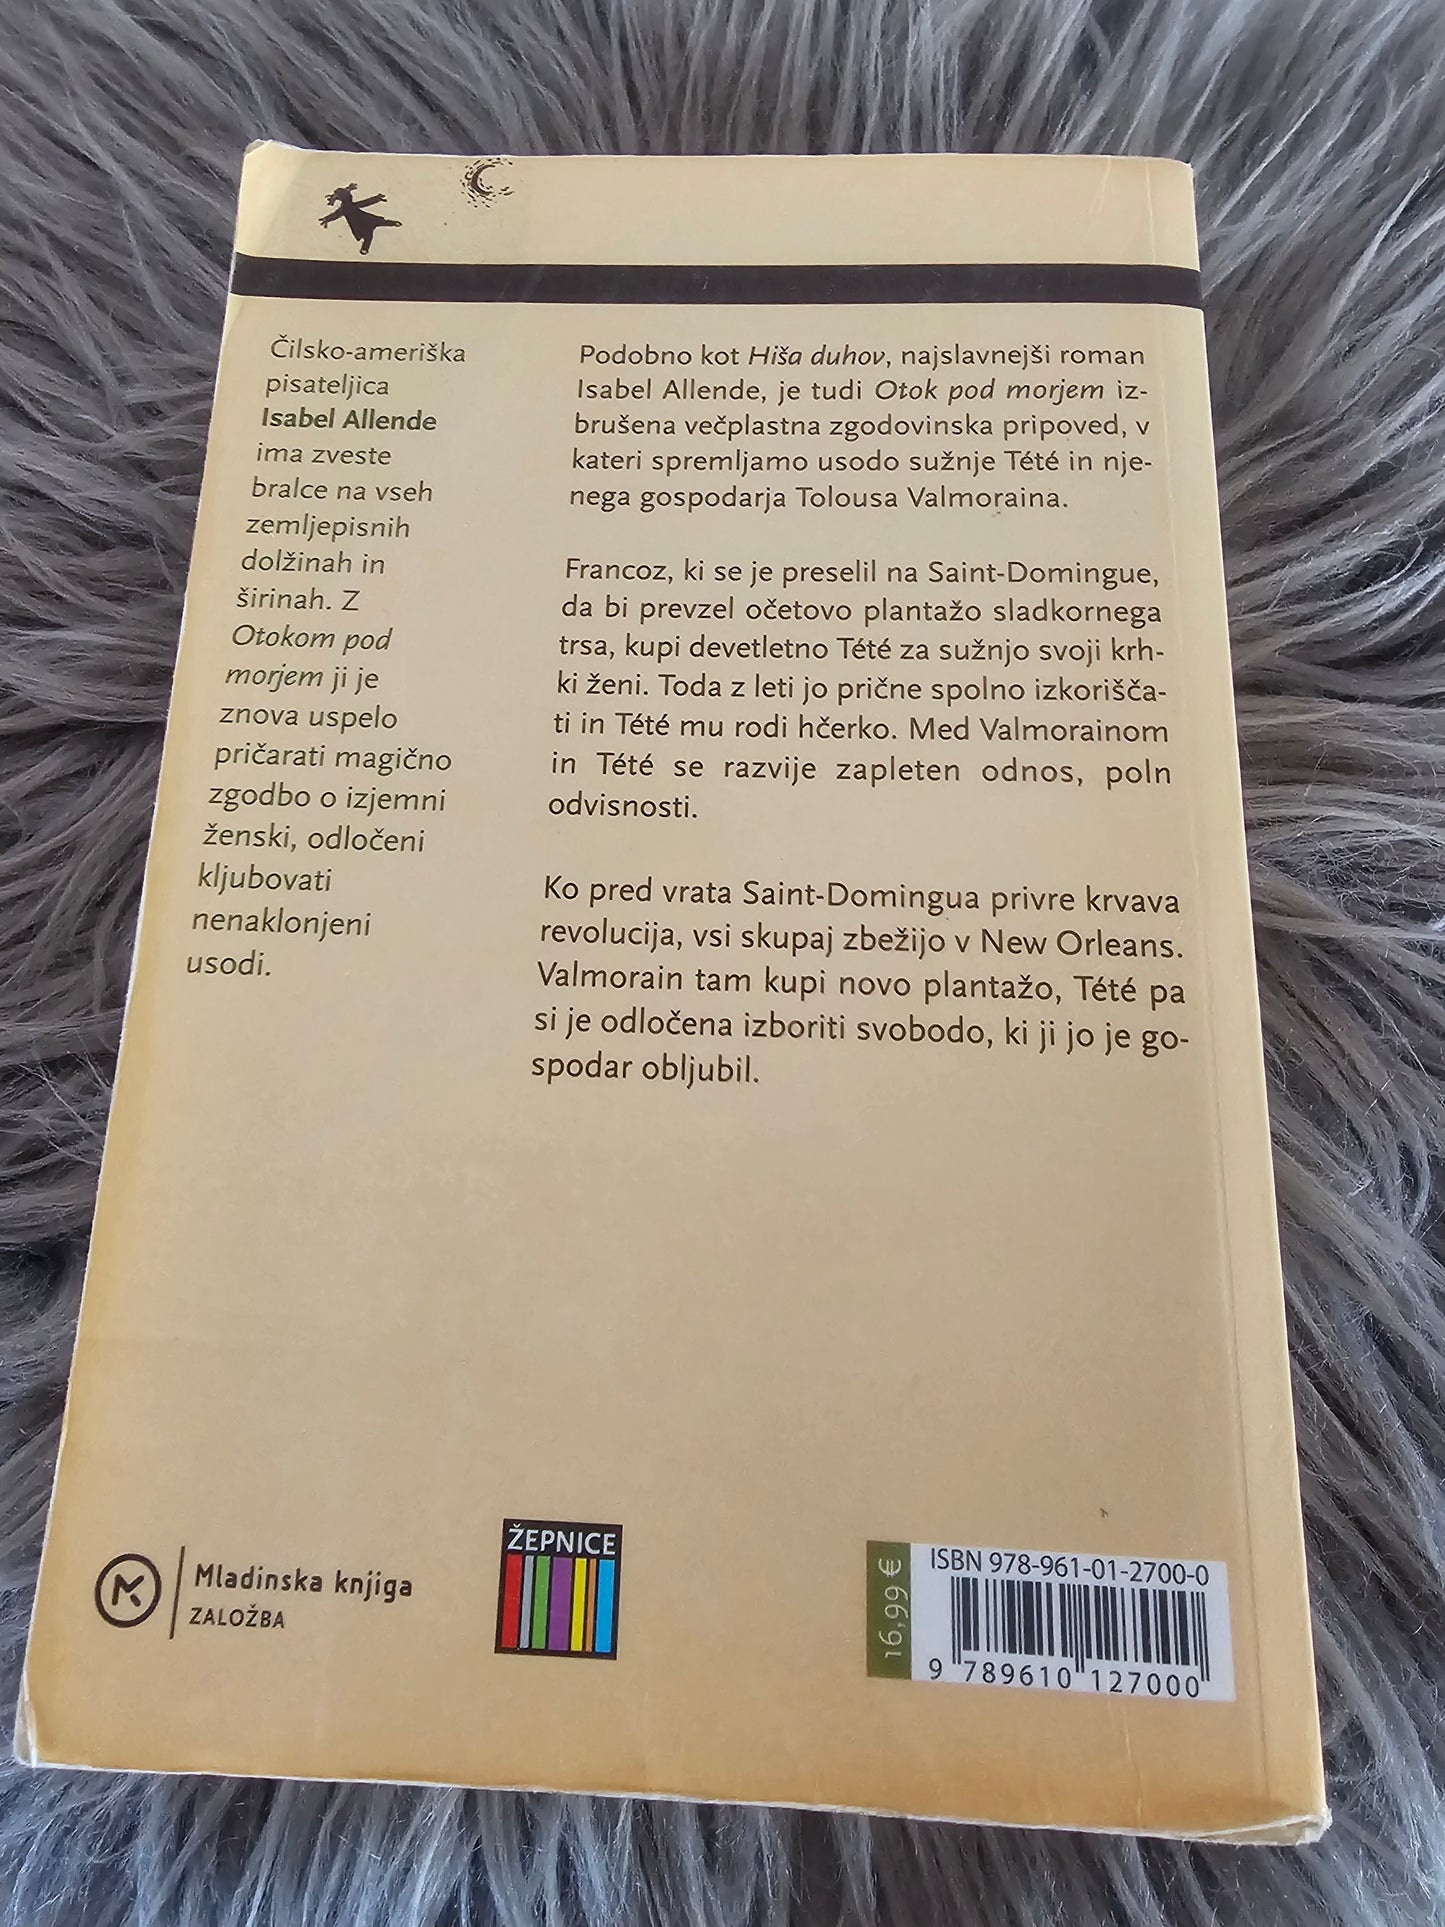 Čilsko-ameriška
pisateljica
Isabel Allende
ima zveste
bralce na vseh
zemljepisnih
dolžinah in
širinah. Z
Otokom pod
morjem ji je
znova uspelo
pričarati magično
zgodbo o izjemni
ženski, odločeni
kljubovati
nenaklonjeni
usodi.
Podobno kot Hiša duhov, najslavnejši roman
Isabel Allende, je tudi Otok pod morjem iz-
brušena večplastna zgodovinska pripoved, v
kateri spremljamo usodo sužnje Tété in nje-
nega gospodarja Tolousa Valmoraina.
Francoz, ki se je preselil na Saint-Domingue,
da bi prevzel očetovo plantažo sladkornega
trsa, kupi devetletno Tété za sužnjo svoji krh-
ki ženi. Toda z leti jo prične spolno izkorišča-
ti in Tété mu rodi hčerko. Med Valmorainom
in Tété se razvije zapleten odnos, poln
odvisnosti.
Ko pred vrata Saint-Domingua privre krvava
revolucija, vsi skupaj zbežijo v New Orleans.
Valmorain tam kupi novo plantažo, Tété pa
si je odločena izboriti svobodo, ki ji jo je go-
spodar obljubil.
Mladinska knjiga
ZALOŽBA
ŽEPNICE
16,99 €
ISBN 978-961-01-2700-0
9 789610 127000